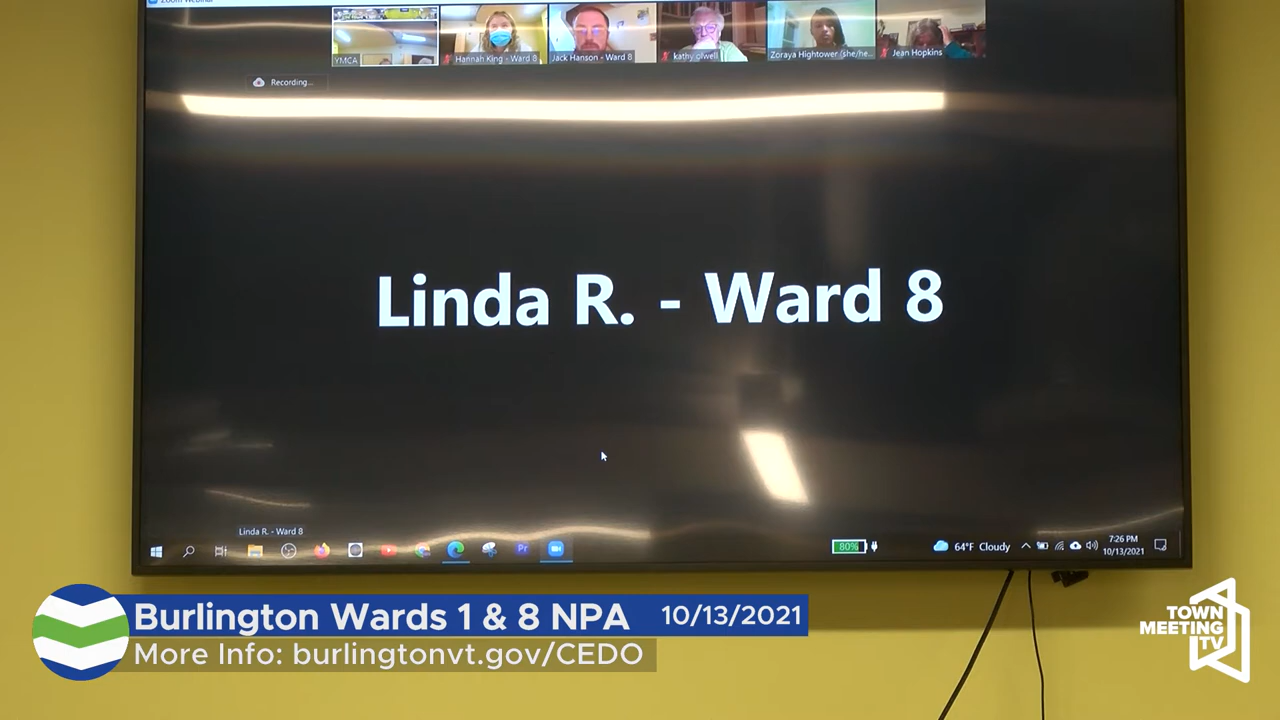 Zoom Webinar
YMCA
Hannah King - Ward 8
Jack Hanson - Ward 8
kathy olwell
Zoraya Hightower (she/he...
Jean Hopkins
Recording...
Linda R. - Ward 8
Linda R. - Ward 8
80%
64°F Cloudy
7:26 PM
10/13/2021
Burlington Wards 1 & 8 NPA 10/13/2021
More Info: burlingtonvt.gov/CEDO
TOWN
MEETING
TV